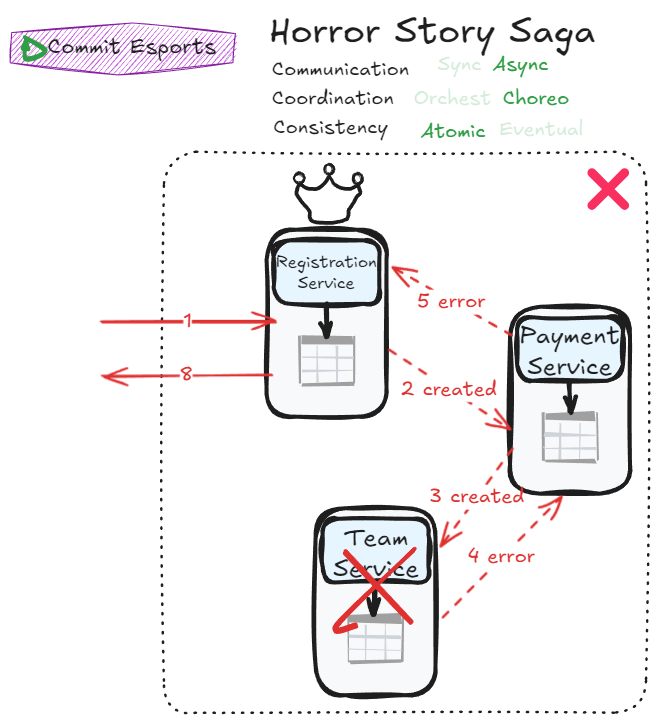 Commit Esports
Horror Story Saga
Communication Sync Async
Coordination Orchest Choreo
Consistency Atomic Eventual
Registration
Service
5 error
1
Payment
Service
8
2 created
3 created
Team
Service
4 error